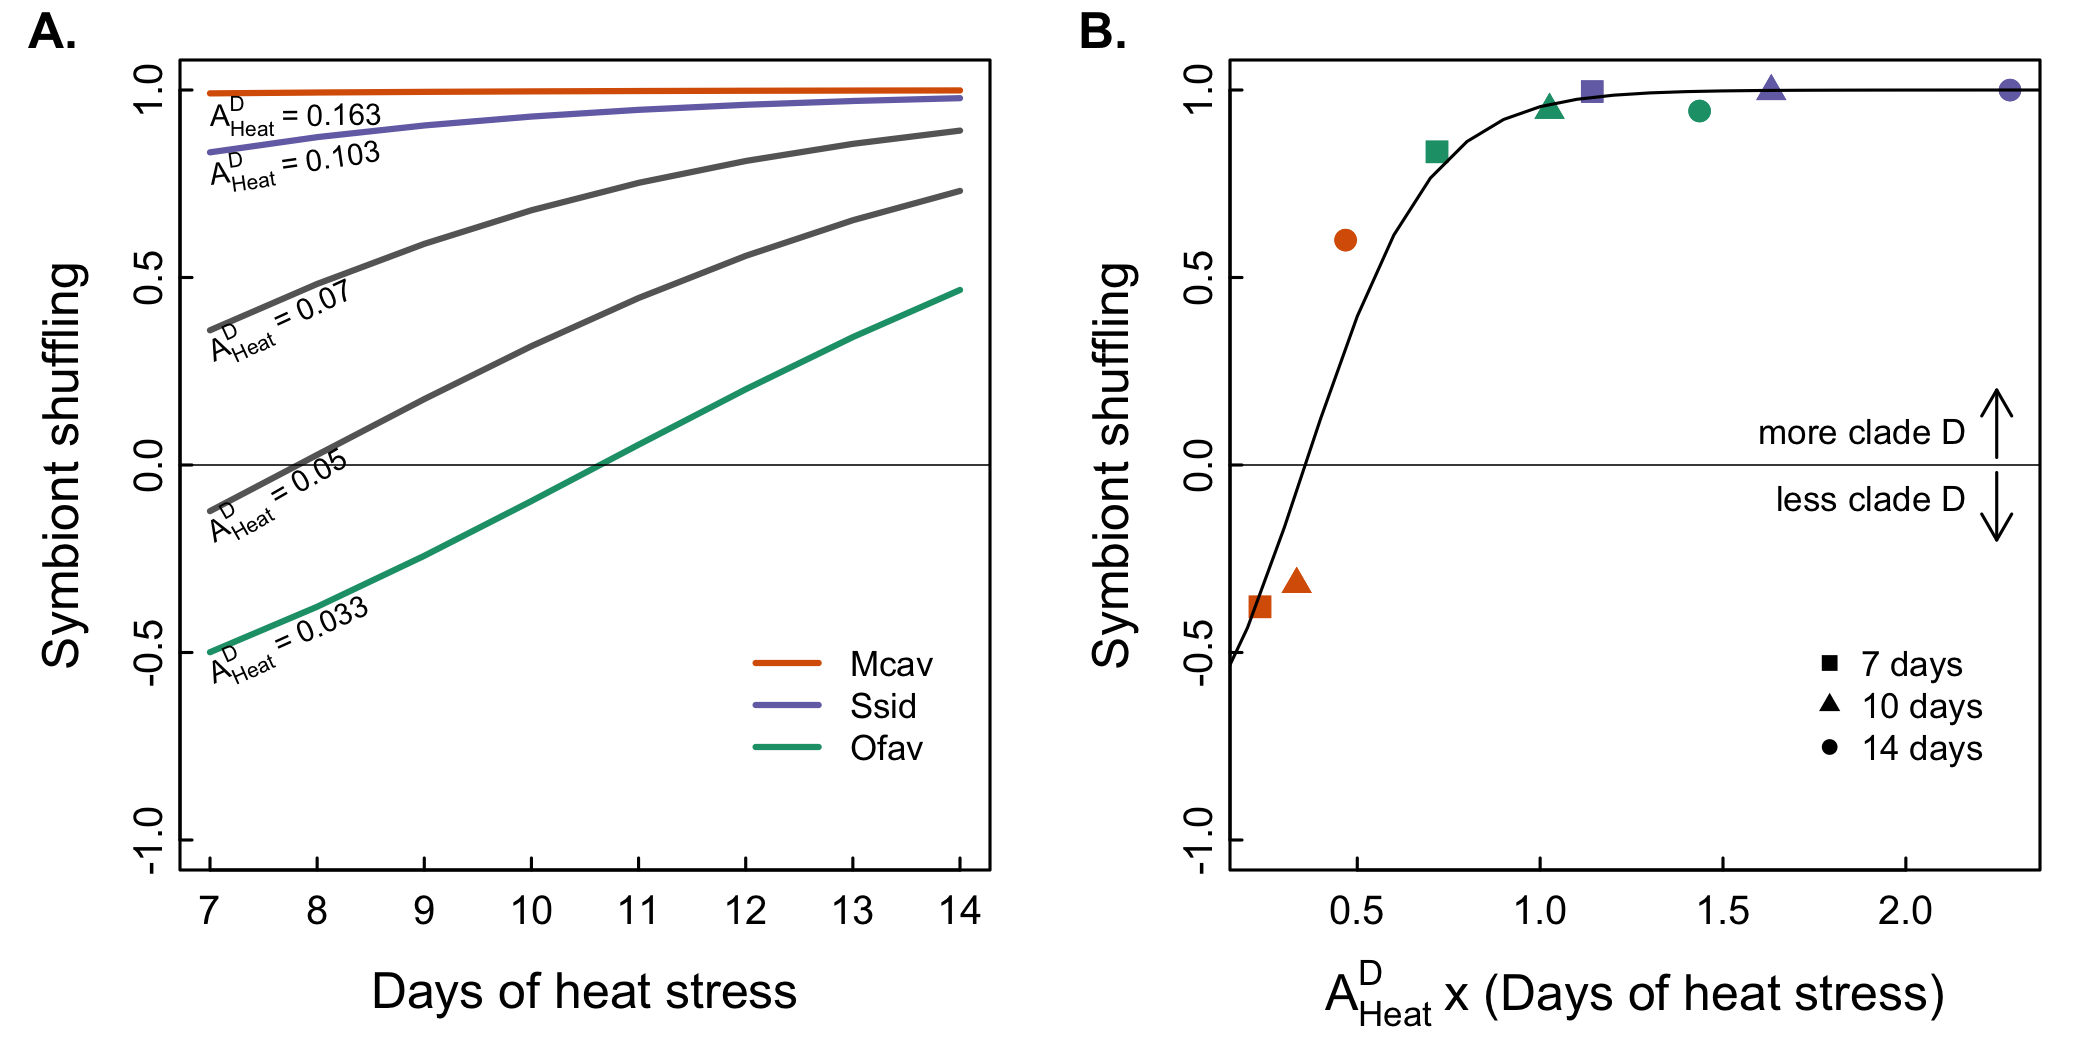 A.
Symbiont shuffling
1.0
0.5
0.0
-0.5
-1.0
A^D_Heat = 0.163
A^D_Heat = 0.103
A^D_Heat = 0.07
A^D_Heat = 0.05
A^D_Heat = 0.033
Mcav
Ssid
Ofav
7 8 9 10 11 12 13 14
Days of heat stress
B.
Symbiont shuffling
1.0
0.5
0.0
-0.5
-1.0
more clade D
less clade D
7 days
10 days
14 days
0.5 1.0 1.5 2.0
A^D_Heat x (Days of heat stress)